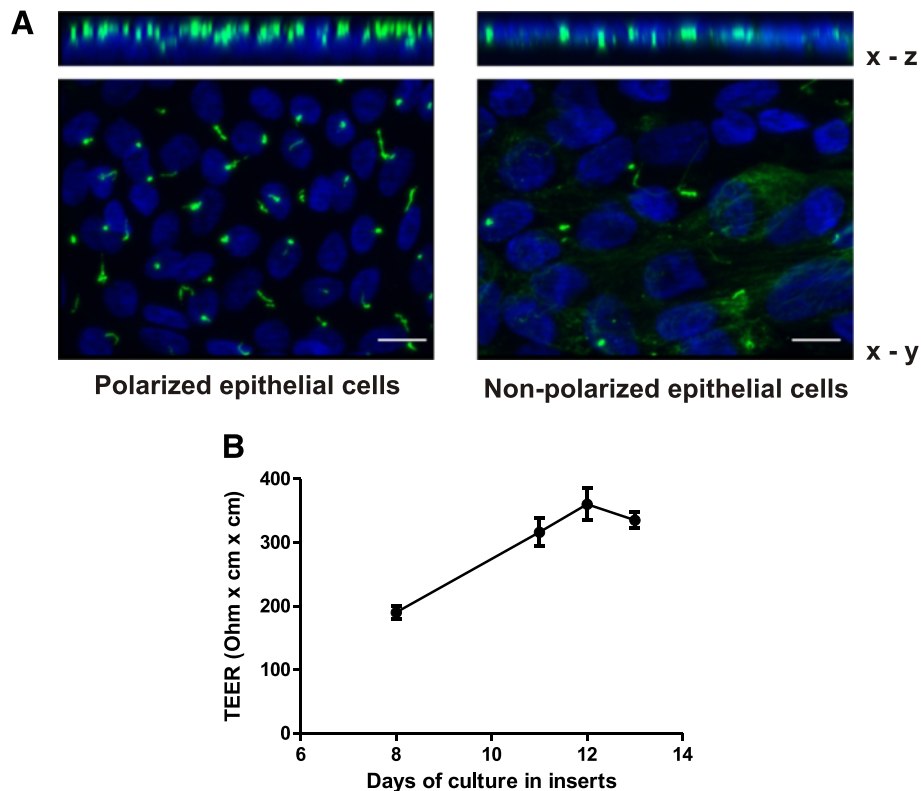 A
x - z
x - y
Polarized epithelial cells
Non-polarized epithelial cells
B
TEER (Ohm x cm x cm)
400
300
200
100
0
6
8
10
12
14
Days of culture in inserts